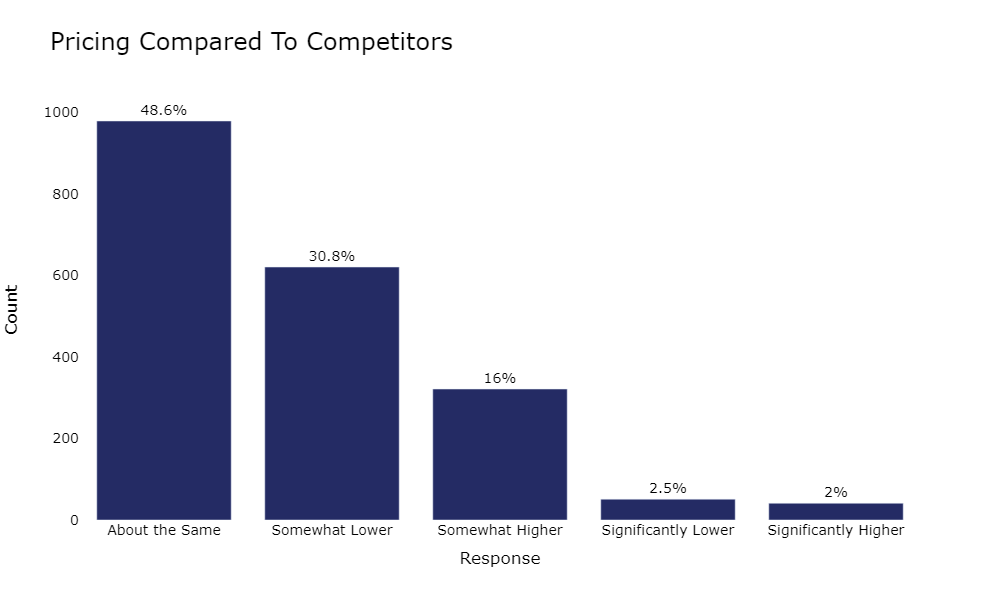 Pricing Compared To Competitors
Count
1000
800
600
400
200
0
48.6%
30.8%
16%
2.5%
2%
About the Same
Somewhat Lower
Somewhat Higher
Significantly Lower
Significantly Higher
Response